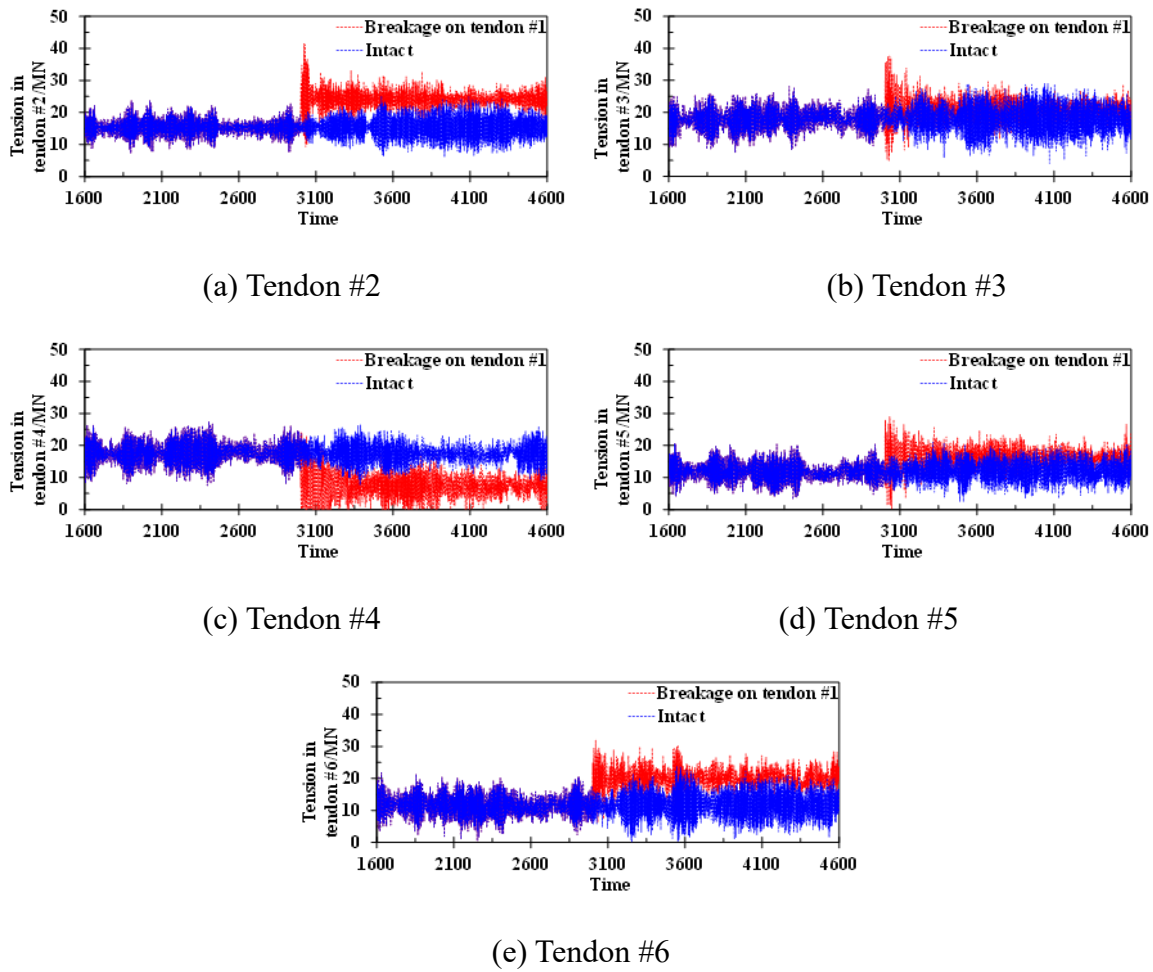 50
40
30
20
10
0
Tension in
tendon #2/MN
Breakage on tendon #1
Intact
1600 2100 2600 3100 3600 4100 4600
Time
(a) Tendon #2
50
40
30
20
10
0
Tension in
tendon #3/MN
Breakage on tendon #1
Intact
1600 2100 2600 3100 3600 4100 4600
Time
(b) Tendon #3
50
40
30
20
10
0
Tension in
tendon #4/MN
Breakage on tendon #1
Intact
1600 2100 2600 3100 3600 4100 4600
Time
(c) Tendon #4
50
40
30
20
10
0
Tension in
tendon #5/MN
Breakage on tendon #1
Intact
1600 2100 2600 3100 3600 4100 4600
Time
(d) Tendon #5
50
40
30
20
10
0
Tension in
tendon #6/MN
Breakage on tendon #1
Intact
1600 2100 2600 3100 3600 4100 4600
Time
(e) Tendon #6